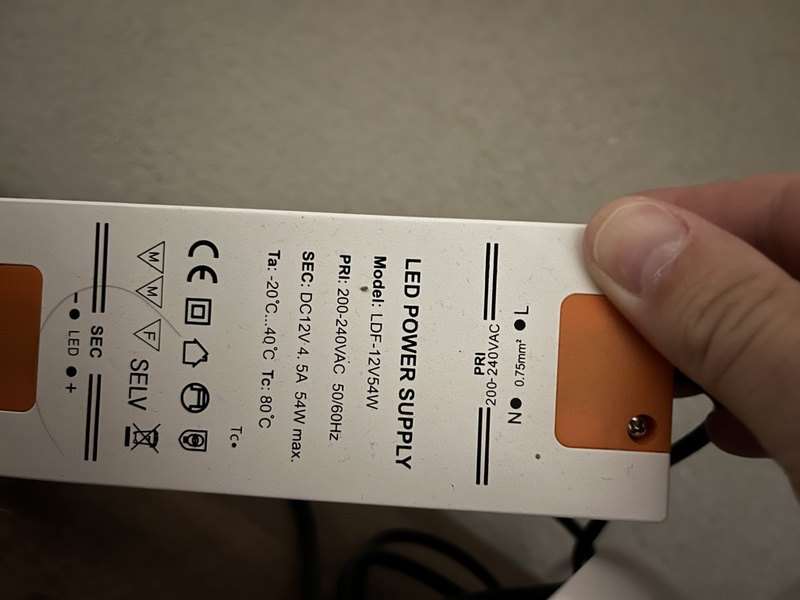 L ● 0.75mm² ● N
200-240VAC
PRI
LED POWER SUPPLY
Model: LDF-12V54W
PRI: 200-240VAC 50/60Hz
SEC: DC12V 4.5A 54W max.
Ta: -20°C...40°C Tc: 80°C
Tc●
CE
M M F SELV
SEC
- ● LED ● +